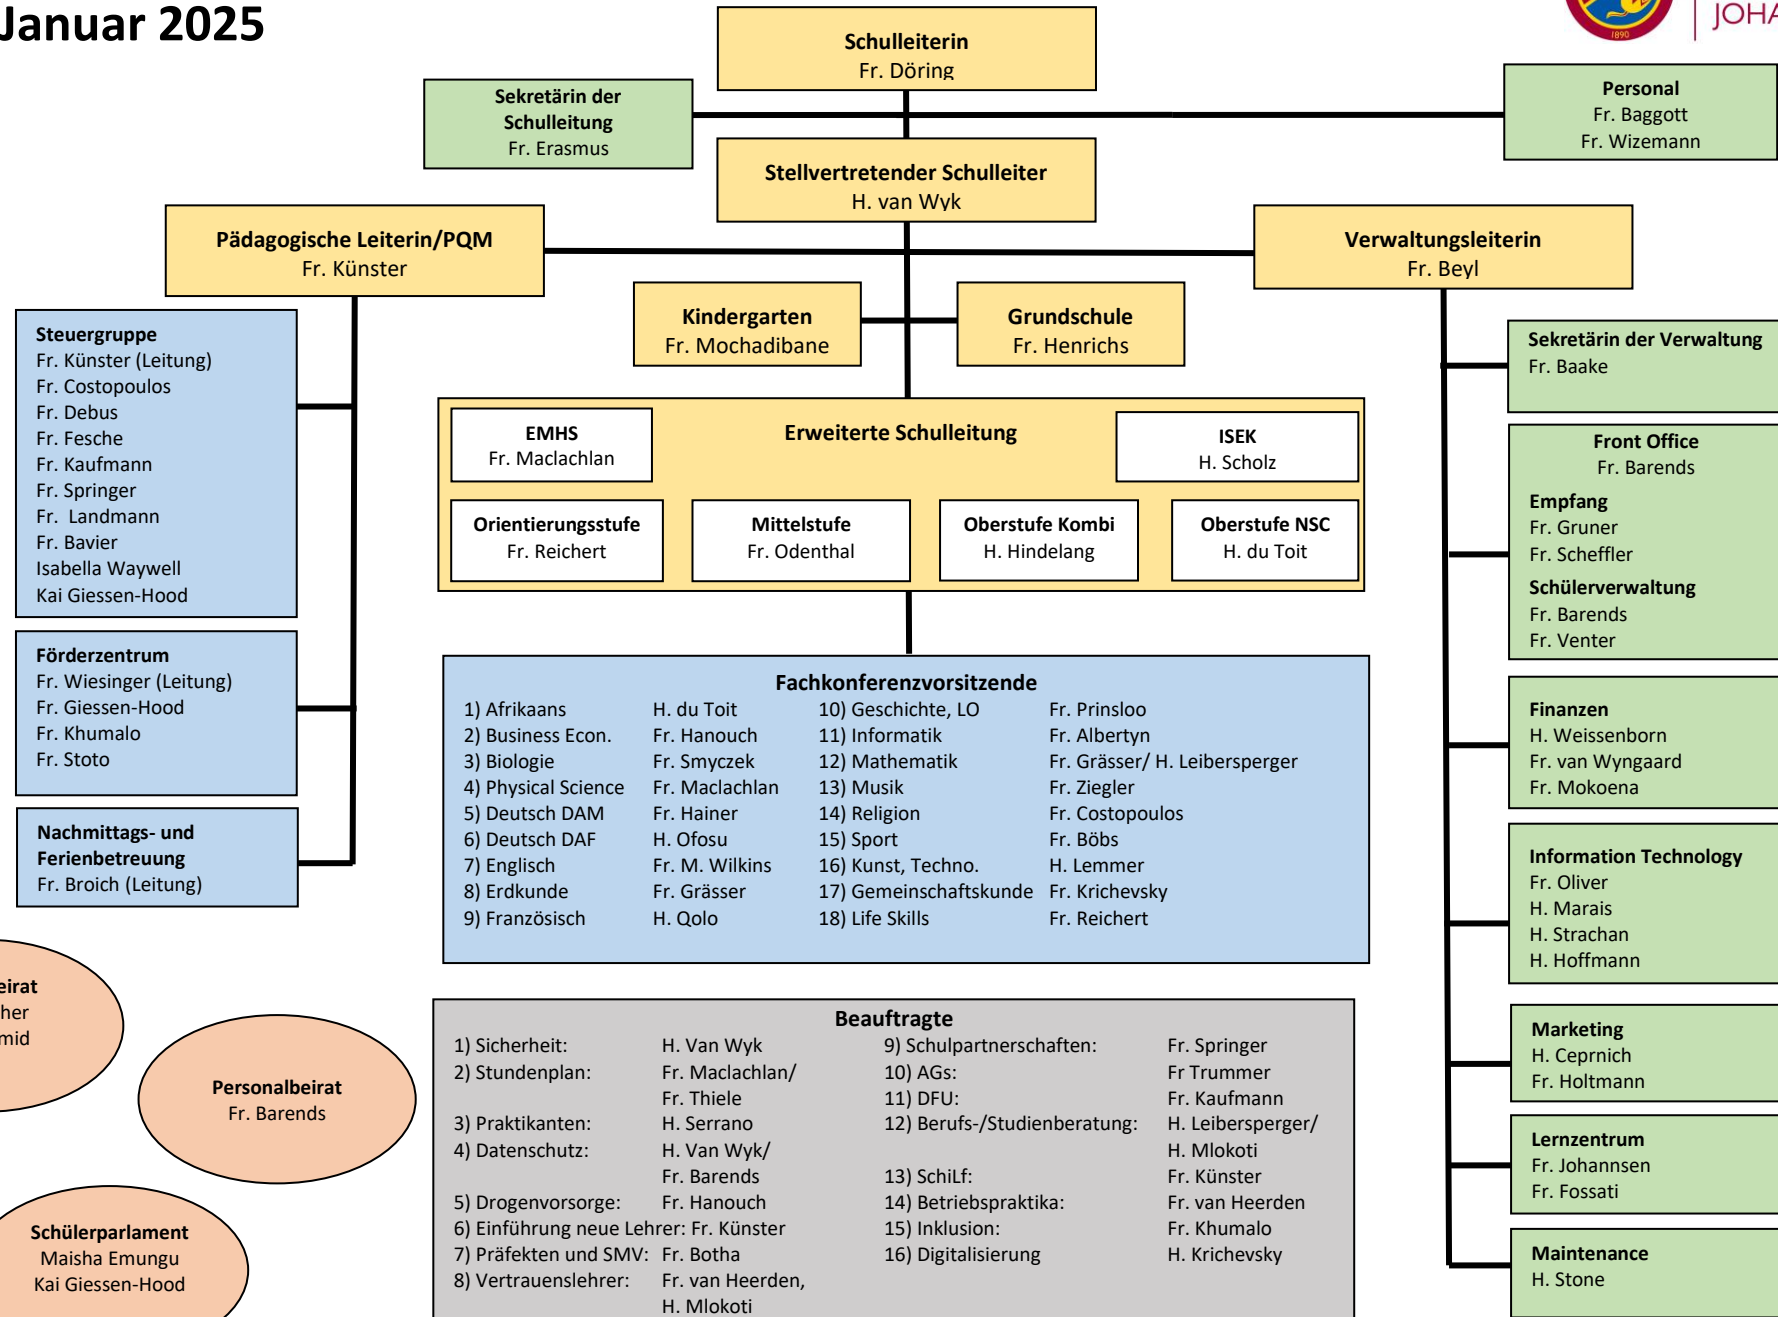 Januar 2025
1890
Schulleiterin
Fr. Döring
Sekretärin der
Schulleitung
Fr. Erasmus
Personal
Fr. Baggott
Fr. Wizemann
Stellvertretender Schulleiter
H. van Wyk
Pädagogische Leiterin/PQM
Fr. Künster
Verwaltungsleiterin
Fr. Beyl
Kindergarten
Fr. Mochadibane
Grundschule
Fr. Henrichs
Steuergruppe
Fr. Künster (Leitung)
Fr. Costopoulos
Fr. Debus
Fr. Fesche
Fr. Kaufmann
Fr. Springer
Fr.  Landmann
Fr. Bavier
Isabella Waywell
Kai Giessen-Hood
Förderzentrum
Fr. Wiesinger (Leitung)
Fr. Giessen-Hood
Fr. Khumalo
Fr. Stoto
Nachmittags- und
Ferienbetreuung
Fr. Broich (Leitung)
Erweiterte Schulleitung
EMHS
Fr. Maclachlan
ISEK
H. Scholz
Orientierungsstufe
Fr. Reichert
Mittelstufe
Fr. Odenthal
Oberstufe Kombi
H. Hindelang
Oberstufe NSC
H. du Toit
Fachkonferenzvorsitzende
1) Afrikaans H. du Toit 10) Geschichte, LO Fr. Prinsloo
2) Business Econ. Fr. Hanouch 11) Informatik Fr. Albertyn
3) Biologie Fr. Smyczek 12) Mathematik Fr. Grässer/ H. Leibersperger
4) Physical Science Fr. Maclachlan 13) Musik Fr. Ziegler
5) Deutsch DAM Fr. Hainer 14) Religion Fr. Costopoulos
6) Deutsch DAF H. Ofosu 15) Sport Fr. Böbs
7) Englisch Fr. M. Wilkins 16) Kunst, Techno. H. Lemmer
8) Erdkunde Fr. Grässer 17) Gemeinschaftskunde Fr. Krichevsky
9) Französisch H. Qolo 18) Life Skills Fr. Reichert
Beauftragte
1) Sicherheit: H. Van Wyk 9) Schulpartnerschaften: Fr. Springer
2) Stundenplan: Fr. Maclachlan/ 10) AGs: Fr Trummer
Fr. Thiele 11) DFU: Fr. Kaufmann
3) Praktikanten: H. Serrano 12) Berufs-/Studienberatung: H. Leibersperger/
4) Datenschutz: H. Van Wyk/ H. Mlokoti
Fr. Barends 13) SchiLf: Fr. Künster
5) Drogenvorsorge: Fr. Hanouch 14) Betriebspraktika: Fr. van Heerden
6) Einführung neue Lehrer: Fr. Künster 15) Inklusion: Fr. Khumalo
7) Präfekten und SMV: Fr. Botha 16) Digitalisierung H. Krichevsky
8) Vertrauenslehrer: Fr. van Heerden,
H. Mlokoti
Sekretärin der Verwaltung
Fr. Baake
Front Office
Fr. Barends
Empfang
Fr. Gruner
Fr. Scheffler
Schülerverwaltung
Fr. Barends
Fr. Venter
Finanzen
H. Weissenborn
Fr. van Wyngaard
Fr. Mokoena
Information Technology
Fr. Oliver
H. Marais
H. Strachan
H. Hoffmann
Marketing
H. Ceprnich
Fr. Holtmann
Lernzentrum
Fr. Johannsen
Fr. Fossati
Maintenance
H. Stone
Personalbeirat
Fr. Barends
Schülerparlament
Maisha Emungu
Kai Giessen-Hood